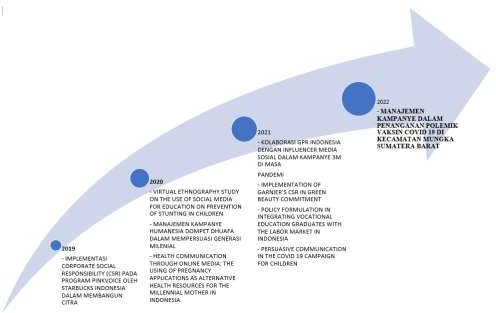 2019
- IMPLEMENTASI
CORPORATE SOCIAL
RESPONSIBILITY (CSR) PADA
PROGRAM PINKVOICE OLEH
STARBUCKS INDONESIA
DALAM MEMBANGUN
CITRA
2020
- VIRTUAL ETHNOGRAPHY STUDY
ON THE USE OF SOCIAL MEDIA
FOR EDUCATION ON PREVENTION
OF STUNTING IN CHILDREN
- MANAJEMEN KAMPANYE
HUMANESIA DOMPET DHUAFA
DALAM MEMPERSUASI GENERASI
MILENIAL
- HEALTH COMMUNICATION
THROUGH ONLINE MEDIA: THE
USING OF PREGNANCY
APPLICATIONS AS ALTERNATIVE
HEALTH RESOURCES FOR THE
MILLENNIAL MOTHER IN
INDONESIA
2021
- KOLABORASI GPR INDONESIA
DENGAN INFLUENCER MEDIA
SOSIAL DALAM KAMPANYE 3M
DI MASA
PANDEMI
- IMPLEMENTATION OF
GARNIER'S CSR IN GREEN
BEAUTY COMMITMENT
- POLICY FORMULATION IN
INTEGRATING VOCATIONAL
EDUCATION GRADUATES WITH
THE LABOR MARKET IN
INDONESIA
- PERSUASIVE COMMUNICATION
IN THE COVID 19 CAMPAIGN
FOR CHILDREN
2022
- MANAJEMEN
KAMPANYE DALAM
PENANGANAN POLEMIK
VAKSIN COVID 19 DI
KECAMATAN MUNGKA
SUMATERA BARAT